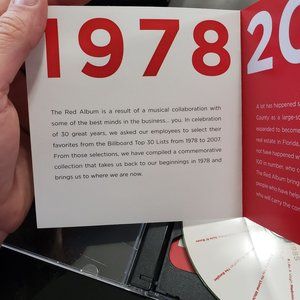 1978
The Red Album is a result of a musical collaboration with
some of the best minds in the business... you. In celebration
of 30 great years, we asked our employees to select their
favorites from the Billboard Top 30 Lists from 1978 to 2007.
From those selections, we have compiled a commemorative
collection that takes us back to our beginnings in 1978 and
brings us to where we are now.
20
A lot has happened
County as a large-sc
expanded to become
real estate in Florida,
not have happened w
100 in number, who
The Red Album bring
people who have help
who will carry the co